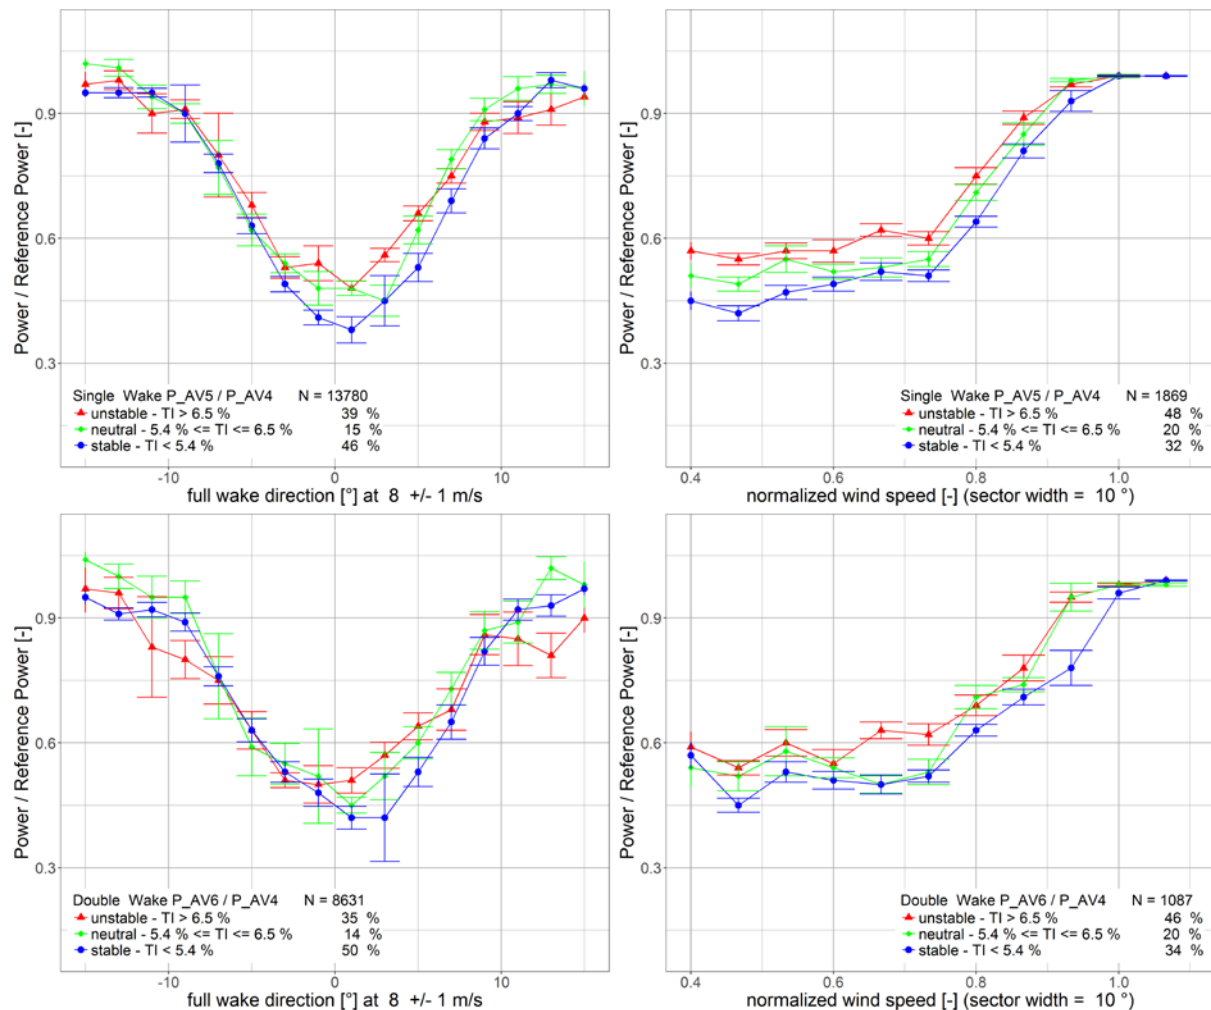 Power / Reference Power [-]
0.9
0.6
0.3
Single Wake P_AV5 / P_AV4 N = 13780
unstable - TI > 6.5 % 39 %
neutral - 5.4 % <= TI <= 6.5 % 15 %
stable - TI < 5.4 % 46 %
-10 0 10
full wake direction [°] at 8 +/- 1 m/s
Power / Reference Power [-]
0.9
0.6
0.3
Single Wake P_AV5 / P_AV4 N = 1869
unstable - TI > 6.5 % 48 %
neutral - 5.4 % <= TI <= 6.5 % 20 %
stable - TI < 5.4 % 32 %
0.4 0.6 0.8 1.0
normalized wind speed [-] (sector width = 10 °)
Power / Reference Power [-]
0.9
0.6
0.3
Double Wake P_AV6 / P_AV4 N = 8631
unstable - TI > 6.5 % 35 %
neutral - 5.4 % <= TI <= 6.5 % 14 %
stable - TI < 5.4 % 50 %
-10 0 10
full wake direction [°] at 8 +/- 1 m/s
Power / Reference Power [-]
0.9
0.6
0.3
Double Wake P_AV6 / P_AV4 N = 1087
unstable - TI > 6.5 % 46 %
neutral - 5.4 % <= TI <= 6.5 % 20 %
stable - TI < 5.4 % 34 %
0.4 0.6 0.8 1.0
normalized wind speed [-] (sector width = 10 °)